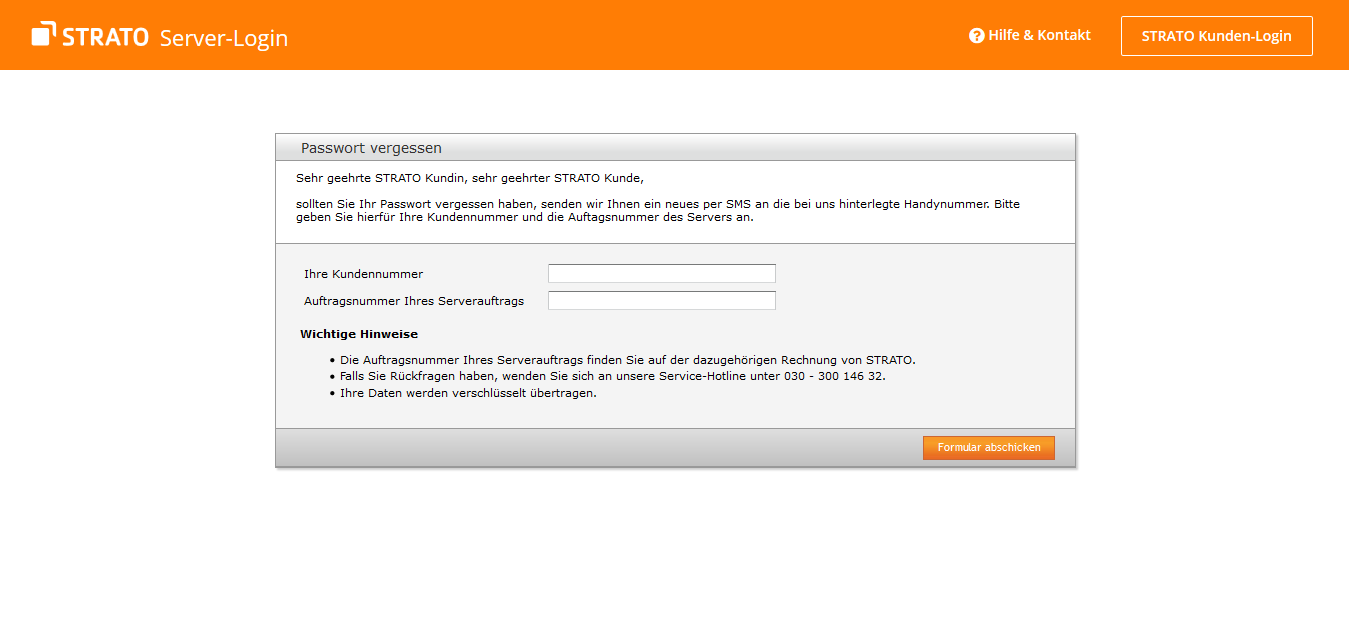 STRATO Server-Login
Hilfe & Kontakt
STRATO Kunden-Login
Passwort vergessen
Sehr geehrte STRATO Kundin, sehr geehrter STRATO Kunde,
sollten Sie Ihr Passwort vergessen haben, senden wir Ihnen ein neues per SMS an die bei uns hinterlegte Handynummer. Bitte
geben Sie hierfür Ihre Kundennummer und die Auftagsnummer des Servers an.
Ihre Kundennummer
Auftragsnummer Ihres Serverauftrags
Wichtige Hinweise
• Die Auftragsnummer Ihres Serverauftrags finden Sie auf der dazugehörigen Rechnung von STRATO.
• Falls Sie Rückfragen haben, wenden Sie sich an unsere Service-Hotline unter 030 - 300 146 32.
• Ihre Daten werden verschlüsselt übertragen.
Formular abschicken